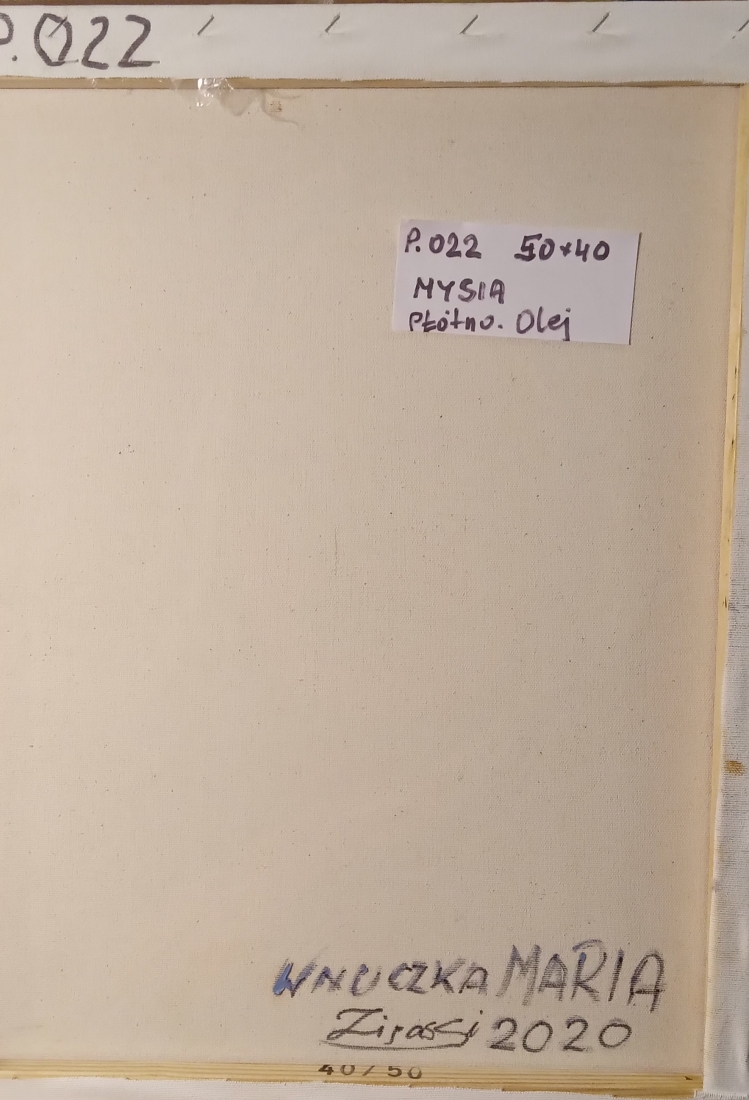 P.022
P.022 50×40
MYSIA
Płótno. Olej
WNUCZKA MARIA
2020
40/50